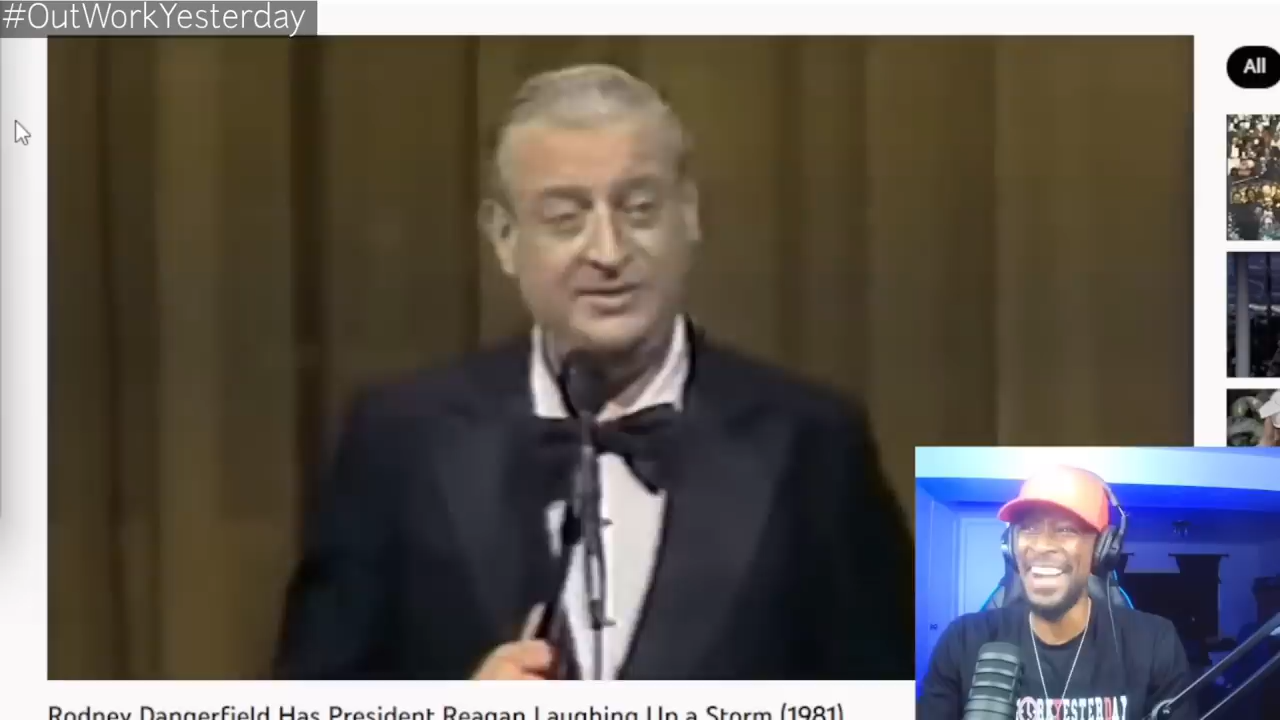 #OutWorkYesterday
All
Rodney Dangerfield Has President Reagan Laughing Up a Storm (1981)